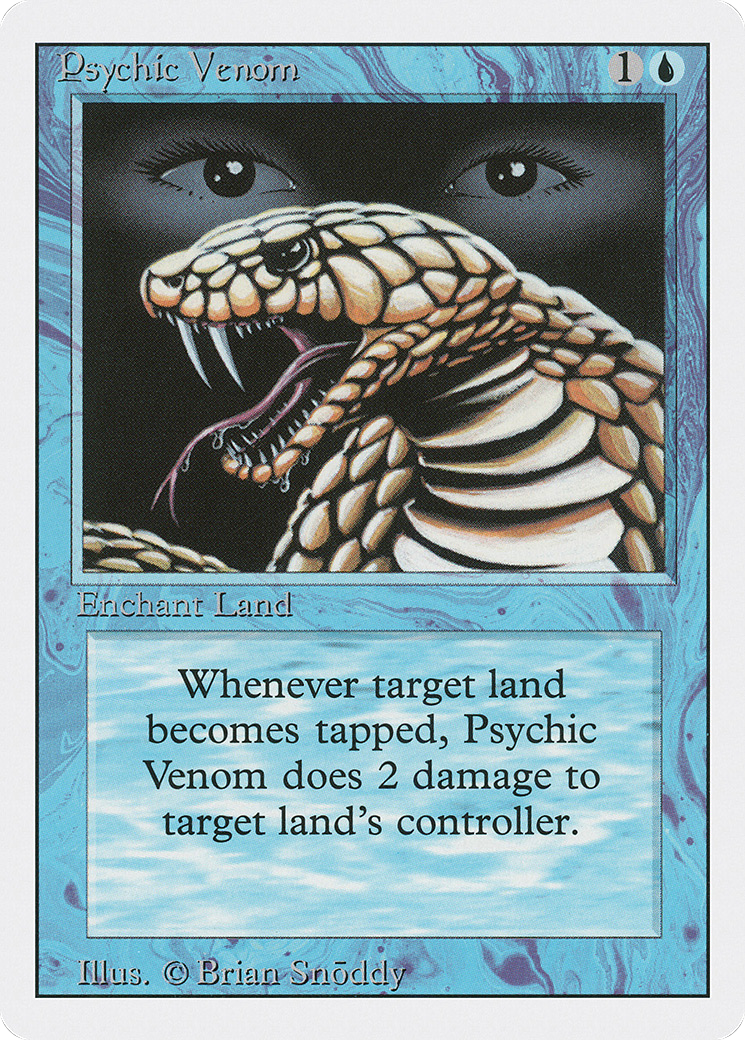 Psychic Venom 1
Enchant Land
Whenever target land
becomes tapped, Psychic
Venom does 2 damage to
target land's controller.
Illus. © Brian Snōddy